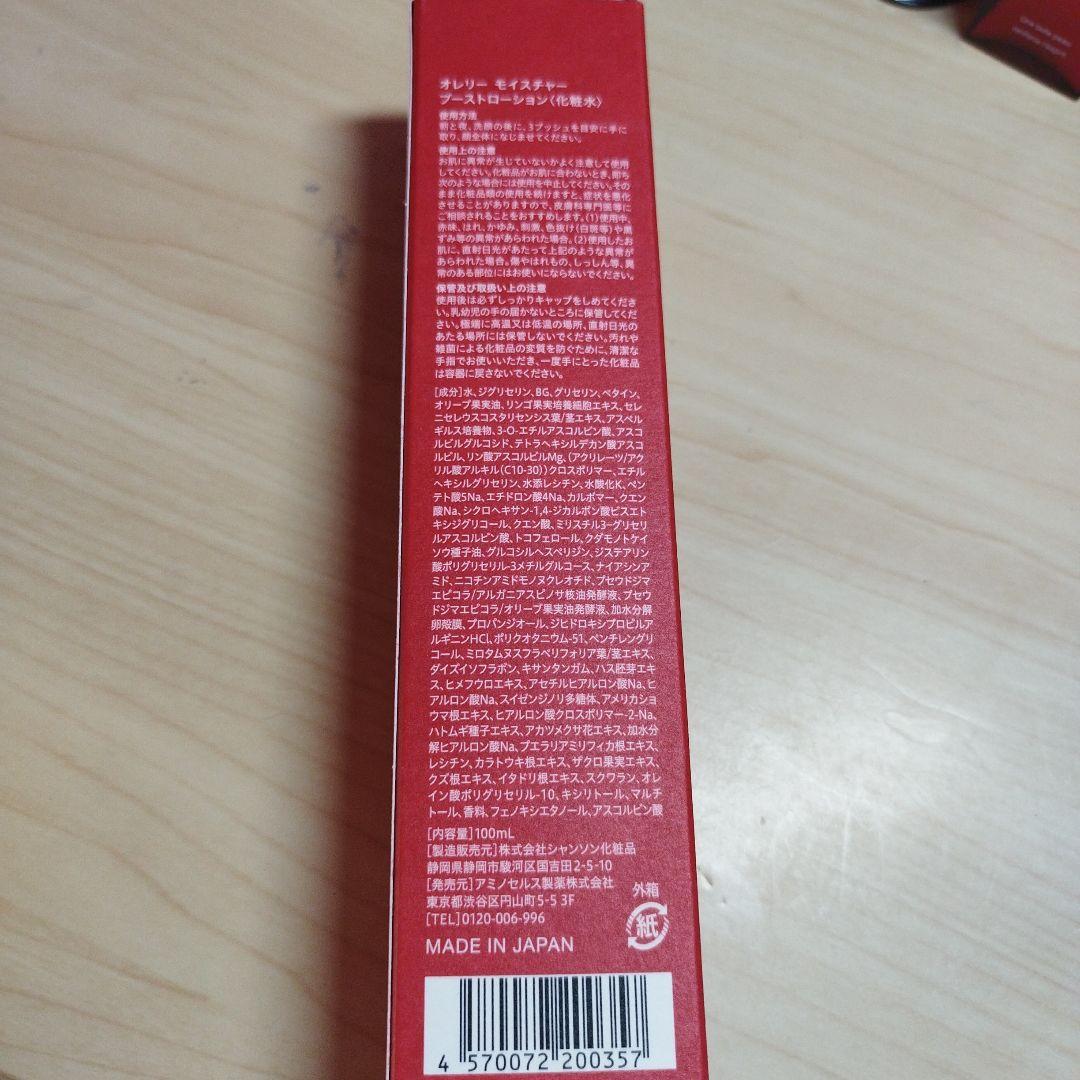 オレリー モイスチャー
ブーストローション〈化粧水〉
使用方法
朝と夜、洗顔の後に、3プッシュを目安に手に
取り、顔全体になじませてください。
使用上の注意
お肌に異常が生じていないかよく注意して使用
してください。化粧品がお肌に合わないとき、即ち
次のような場合には使用を中止してください。その
まま化粧品類の使用を続けますと、症状を悪化
させることがありますので、皮膚科専門医等に
ご相談されることをおすすめします。(1)使用中、
赤味、はれ、かゆみ、刺激、色抜け(白斑等)や黒
ずみ等の異常があらわれた場合。(2)使用したお
肌に、直射日光があたって上記のような異常が
あらわれた場合。傷やはれもの、しっしん等、異
常のある部位にはお使いにならないでください。
保管及び取扱い上の注意
使用後は必ずしっかりキャップをしめてくださ
い。乳幼児の手の届かないところに保管してくだ
さい。極端に高温又は低温の場所、直射日光の
あたる場所には保管しないでください。汚れや
雑菌による化粧品の変質を防ぐために、清潔な
手指でお使いいただき、一度手にとった化粧品
は容器に戻さないでください。
[成分]水、ジグリセリン、BG、グリセリン、ベタイン、
オリーブ果実油、リンゴ果実培養細胞エキス、セレ
ニセレウスコスタリセンシス葉/茎エキス、アスペル
ギルス培養物、3-O-エチルアスコルビン酸、アスコ
ルビルグルコシド、テトラヘキシルデカン酸アスコ
ルビル、リン酸アスコルビルMg、(アクリレーツ/アク
リル酸アルキル(C10-30))クロスポリマー、エチル
ヘキシルグリセリン、水添レシチン、水酸化K、ペン
テト酸5Na、エチドロン酸4Na、カルボマー、クエン
酸Na、シクロヘキサン-1,4-ジカルボン酸ビスエト
キシジグリコール、クエン酸、ミリスチル3-グリセリ
ルアスコルビン酸、トコフェロール、クダモノトケイ
ソウ種子油、グルコシルヘスペリジン、ジステアリン
酸ポリグリセリル-3メチルグルコース、ナイアシンア
ミド、ニコチンアミドモノヌクレオチド、プセウドジマ
エピコラ/アルガニアスピノサ核油発酵液、プセウ
ドジマエピコラ/オリーブ果実油発酵液、加水分解
卵殻膜、プロパンジオール、ジヒドロキシプロピルア
ルギニンHCl、ポリクオタニウム-51、ペンチレングリ
コール、ミロタムヌスフラベリフォリア葉/茎エキス、
ダイズイソフラボン、キサンタンガム、ハス胚芽エキ
ス、ヒメフウロエキス、アセチルヒアルロン酸Na、ヒ
アルロン酸Na、スイゼンジノリ多糖体、アメリカショ
ウマ根エキス、ヒアルロン酸クロスポリマー-2-Na、
ハトムギ種子エキス、アカツメクサ花エキス、加水分
解ヒアルロン酸Na、プエラリアミリフィカ根エキス、
レシチン、カラトウキ根エキス、ザクロ果実エキス、
クズ根エキス、イタドリ根エキス、スクワラン、オレ
イン酸ポリグリセリル-10、キシリトール、マルチ
トール、香料、フェノキシエタノール、アスコルビン酸
[内容量]100mL
[製造販売元]株式会社シャンソン化粧品
静岡県静岡市駿河区国吉田2-5-10
[発売元]アミノセルス製薬株式会社
東京都渋谷区円山町5-5 3F
[TEL]0120-006-996
外箱
紙
MADE IN JAPAN
4 570072 200357